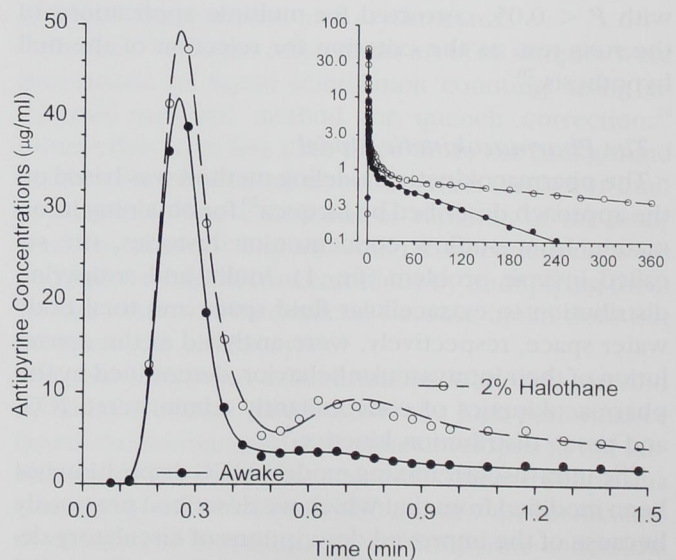 Antipyrine Concentrations (μg/ml)
50
40
30
20
10
0
100
30.0
10
3.0
1
0.3
0.1
0 60 120 180 240 300 360
2% Halothane
Awake
0.0 0.3 0.6 0.9 1.2 1.5
Time (min)